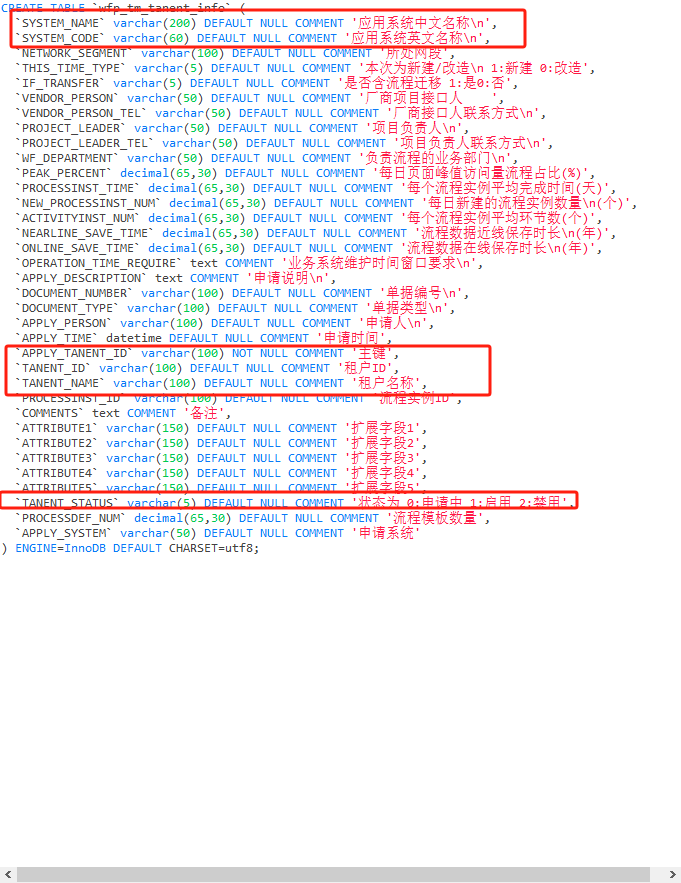 CREATE TABLE `wfp_tm_tanent_info` (
`SYSTEM_NAME` varchar(200) DEFAULT NULL COMMENT '应用系统中文名称\n',
`SYSTEM_CODE` varchar(60) DEFAULT NULL COMMENT '应用系统英文名称\n',
`NETWORK_SEGMENT` varchar(100) DEFAULT NULL COMMENT '所处网段',
`THIS_TIME_TYPE` varchar(5) DEFAULT NULL COMMENT '本次为新建/改造\n 1:新建 0:改造',
`IF_TRANSFER` varchar(5) DEFAULT NULL COMMENT '是否含流程迁移 1:是0:否',
`VENDOR_PERSON` varchar(50) DEFAULT NULL COMMENT '厂商项目接口人    ',
`VENDOR_PERSON_TEL` varchar(50) DEFAULT NULL COMMENT '厂商接口人联系方式\n',
`PROJECT_LEADER` varchar(50) DEFAULT NULL COMMENT '项目负责人\n',
`PROJECT_LEADER_TEL` varchar(50) DEFAULT NULL COMMENT '项目负责人联系方式\n',
`WF_DEPARTMENT` varchar(50) DEFAULT NULL COMMENT '负责流程的业务部门\n',
`PEAK_PERCENT` decimal(65,30) DEFAULT NULL COMMENT '每日页面峰值访问量流程占比(%)',
`PROCESSINST_TIME` decimal(65,30) DEFAULT NULL COMMENT '每个流程实例平均完成时间(天)',
`NEW_PROCESSINST_NUM` decimal(65,30) DEFAULT NULL COMMENT '每日新建的流程实例数量\n(个)',
`ACTIVITYINST_NUM` decimal(65,30) DEFAULT NULL COMMENT '每个流程实例平均环节数(个)',
`NEARLINE_SAVE_TIME` decimal(65,30) DEFAULT NULL COMMENT '流程数据近线保存时长\n(年)',
`ONLINE_SAVE_TIME` decimal(65,30) DEFAULT NULL COMMENT '流程数据在线保存时长\n(年)',
`OPERATION_TIME_REQUIRE` text COMMENT '业务系统维护时间窗口要求\n',
`APPLY_DESCRIPTION` text COMMENT '申请说明\n',
`DOCUMENT_NUMBER` varchar(100) DEFAULT NULL COMMENT '单据编号\n',
`DOCUMENT_TYPE` varchar(100) DEFAULT NULL COMMENT '单据类型\n',
`APPLY_PERSON` varchar(100) DEFAULT NULL COMMENT '申请人\n',
`APPLY_TIME` datetime DEFAULT NULL COMMENT '申请时间',
`APPLY_TANENT_ID` varchar(100) NOT NULL COMMENT '主键',
`TANENT_ID` varchar(100) DEFAULT NULL COMMENT '租户ID',
`TANENT_NAME` varchar(100) DEFAULT NULL COMMENT '租户名称',
`PROCESSINST_ID` varchar(100) DEFAULT NULL COMMENT '流程实例ID',
`COMMENTS` text COMMENT '备注',
`ATTRIBUTE1` varchar(150) DEFAULT NULL COMMENT '扩展字段1',
`ATTRIBUTE2` varchar(150) DEFAULT NULL COMMENT '扩展字段2',
`ATTRIBUTE3` varchar(150) DEFAULT NULL COMMENT '扩展字段3',
`ATTRIBUTE4` varchar(150) DEFAULT NULL COMMENT '扩展字段4',
`ATTRIBUTE5` varchar(150) DEFAULT NULL COMMENT '扩展字段5',
`TANENT_STATUS` varchar(5) DEFAULT NULL COMMENT '状态为 0:申请中 1:启用 2:禁用',
`PROCESSDEF_NUM` decimal(65,30) DEFAULT NULL COMMENT '流程模板数量',
`APPLY_SYSTEM` varchar(50) DEFAULT NULL COMMENT '申请系统'
) ENGINE=InnoDB DEFAULT CHARSET=utf8;